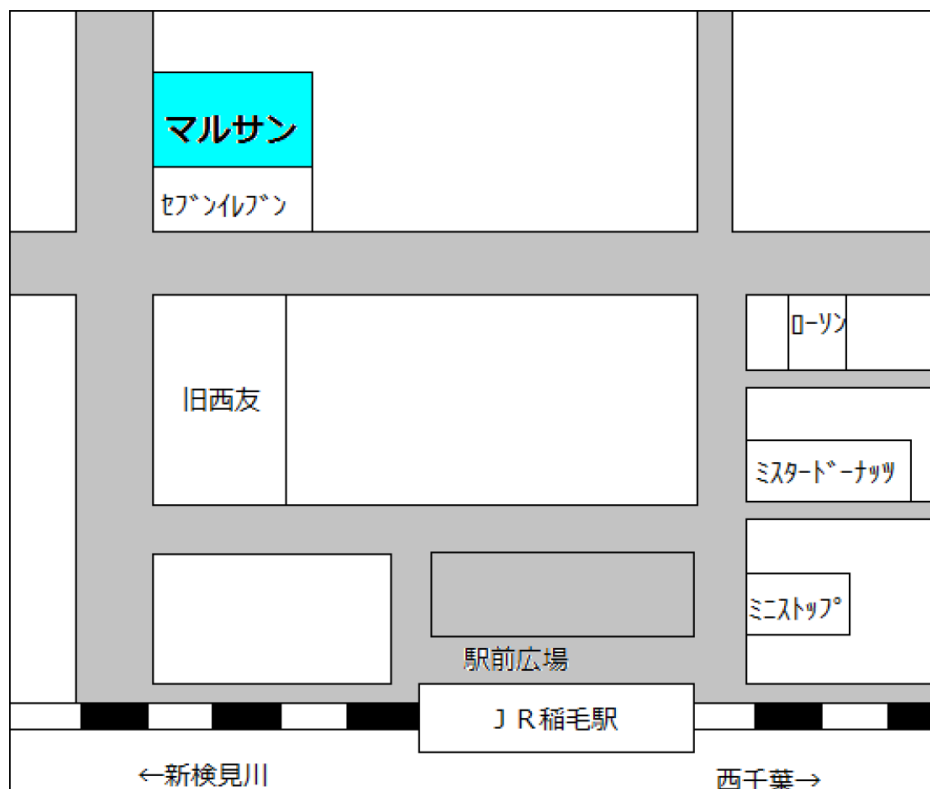 マルサン
ｾﾌﾞﾝｲﾚﾌﾞﾝ
ﾛｰｿﾝ
旧西友
ﾐｽﾀｰﾄﾞｰﾅｯﾂ
ﾐﾆｽﾄｯﾌﾟ
駅前広場
ＪＲ稲毛駅
←新検見川
西千葉→